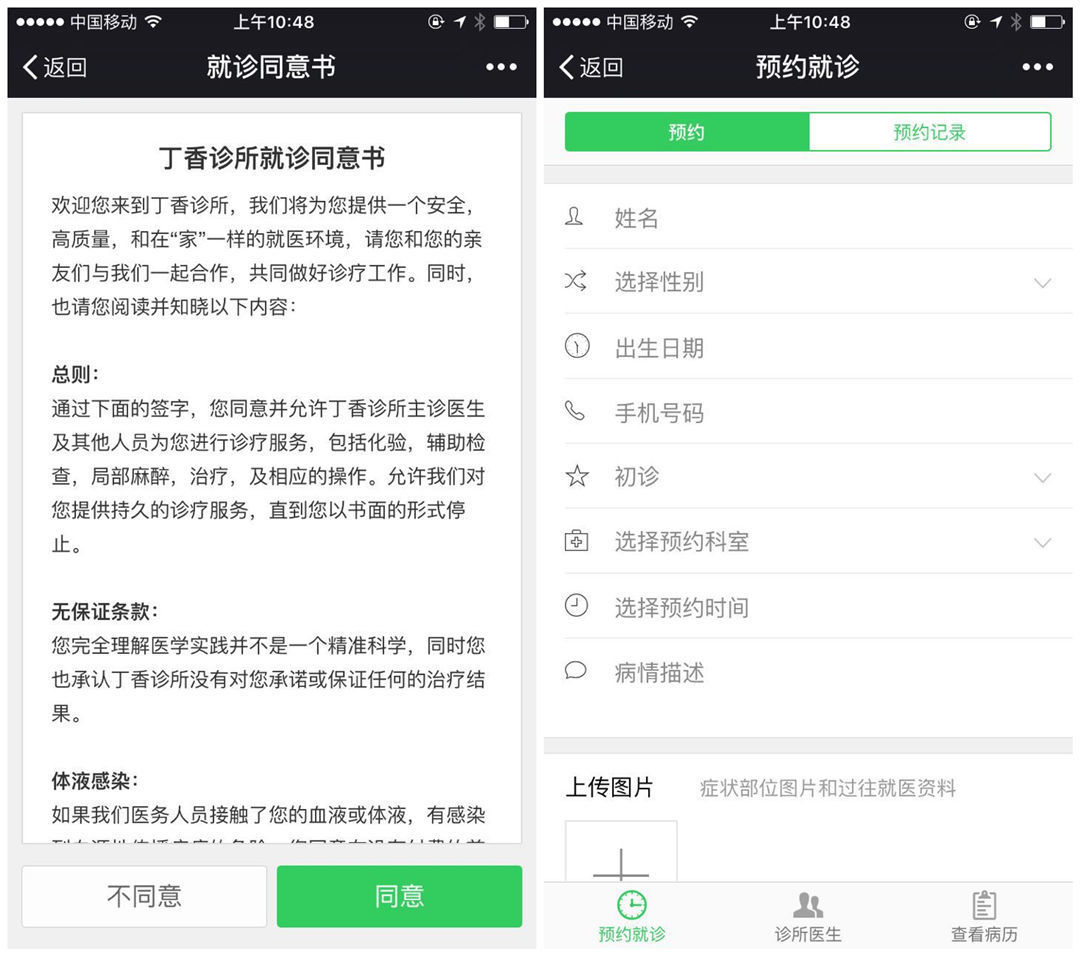 中国移动
上午10:48
返回
就诊同意书
丁香诊所就诊同意书
欢迎您来到丁香诊所，我们将为您提供一个安全，
高质量，和在“家”一样的就医环境，请您和您的亲
友们与我们一起合作，共同做好诊疗工作。同时，
也请您阅读并知晓以下内容：
总则：
通过下面的签字，您同意并允许丁香诊所主诊医生
及其他人员为您进行诊疗服务，包括化验，辅助检
查，局部麻醉，治疗，及相应的操作。允许我们对
您提供持久的诊疗服务，直到您以书面的形式停
止。
无保证条款：
您完全理解医学实践并不是一个精准科学，同时您
也承认丁香诊所没有对您承诺或保证任何的治疗结
果。
体液感染：
如果我们医务人员接触了您的血液或体液，有感染
不同意
同意
中国移动
上午10:48
返回
预约就诊
预约
预约记录
姓名
选择性别
出生日期
手机号码
初诊
选择预约科室
选择预约时间
病情描述
上传图片
症状部位图片和过往就医资料
预约就诊
诊所医生
查看病历